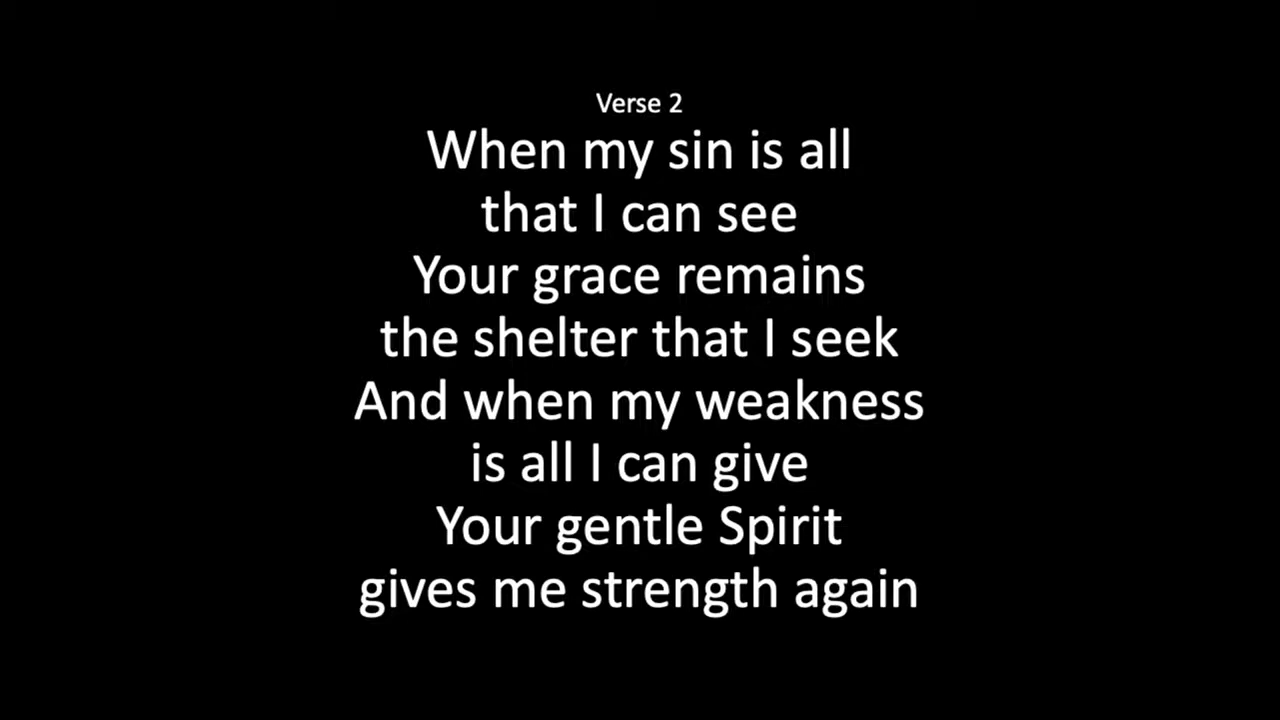 Verse 2
When my sin is all
that I can see
Your grace remains
the shelter that I seek
And when my weakness
is all I can give
Your gentle Spirit
gives me strength again